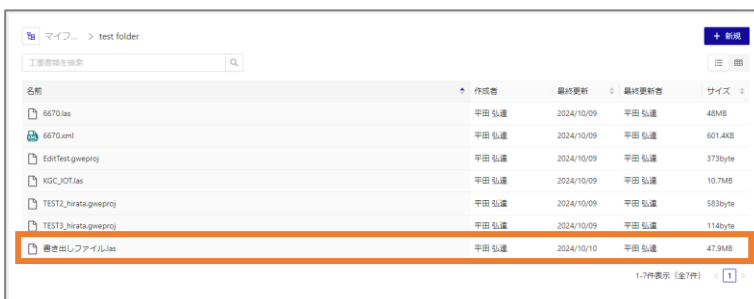 マイフ... > test folder
+ 新規
工事書類を検索
名前 作成者 最終更新 最終更新者 サイズ
6670.las 平田 弘達 2024/10/09 平田 弘達 48MB
6670.xml 平田 弘達 2024/10/09 平田 弘達 601.4KB
EditTest.gweproj 平田 弘達 2024/10/09 平田 弘達 373byte
KGC_IOT.las 平田 弘達 2024/10/09 平田 弘達 10.7MB
TEST2_hirata.gweproj 平田 弘達 2024/10/09 平田 弘達 583byte
TEST3_hirata.gweproj 平田 弘達 2024/10/09 平田 弘達 114byte
書き出しファイル.las 平田 弘達 2024/10/10 平田 弘達 47.9MB
1-7件表示（全7件） < 1 >